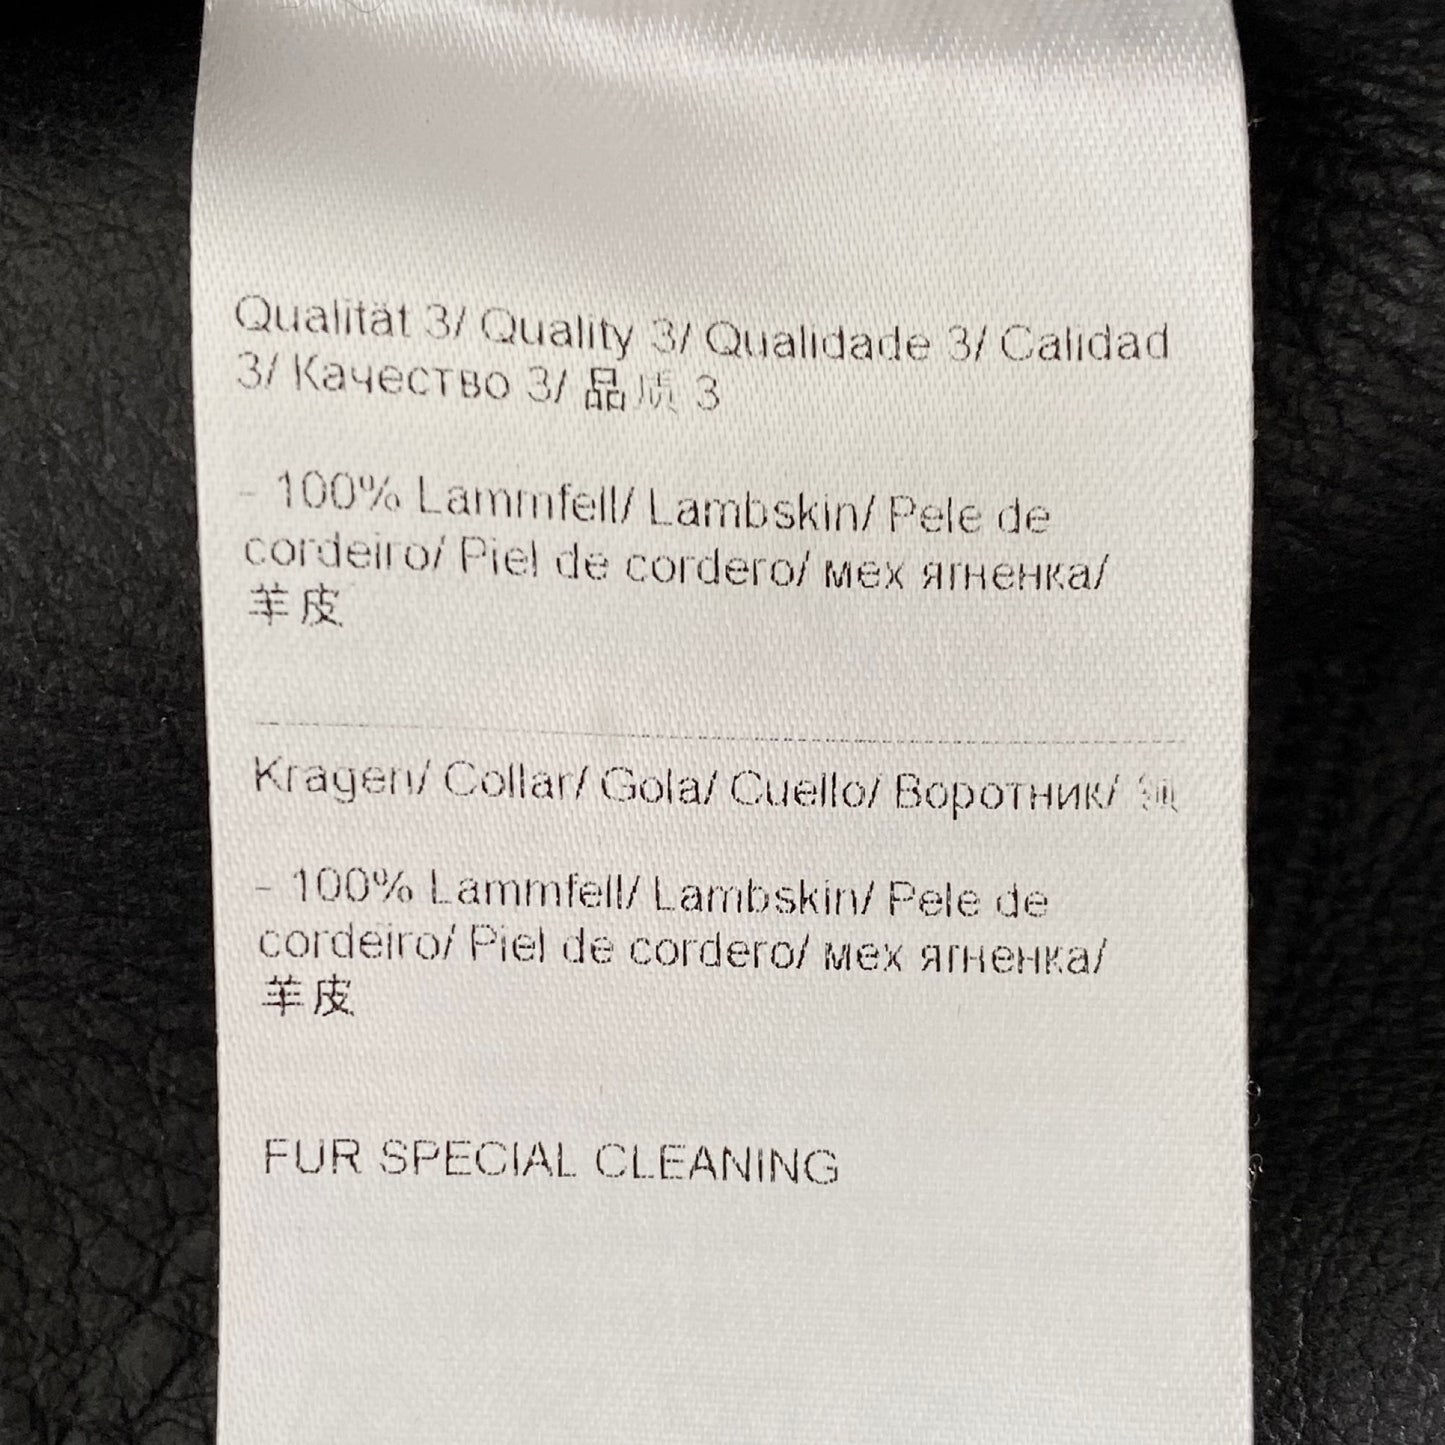 Qualität 3/ Quality 3/ Qualidade 3/ Calidad
3/ Качество 3/ 品质 3
- 100% Lammfell/ Lambskin/ Pele de
cordeiro/ Piel de cordero/ мех ягненка/
羊皮
Kragen/ Collar/ Gola/ Cuello/ Воротник/
- 100% Lammfell/ Lambskin/ Pele de
cordeiro/ Piel de cordero/ мех ягненка/
羊皮
FUR SPECIAL CLEANING